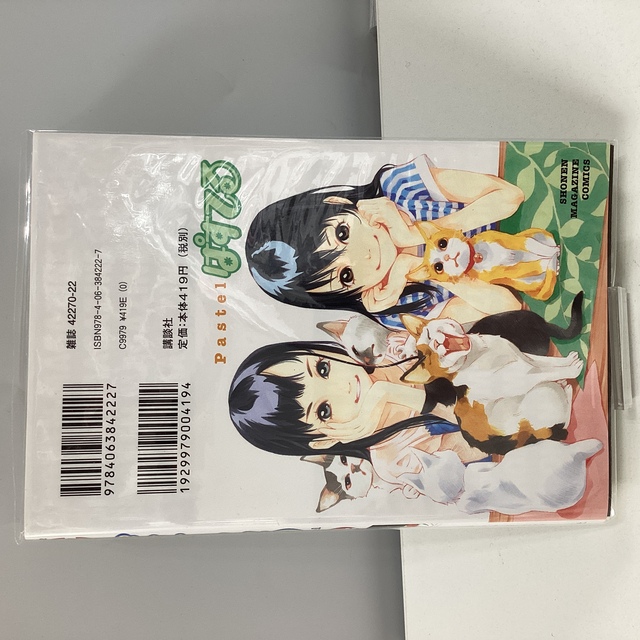 9784063842227
1929979004194
雑誌 42270-22
ISBN978-4-06-384222-7
C9979 ¥419E (0)
講談社
定価:本体419円(税別)
Pastel
ぱすてる
SHONEN
MAGAZINE
COMICS